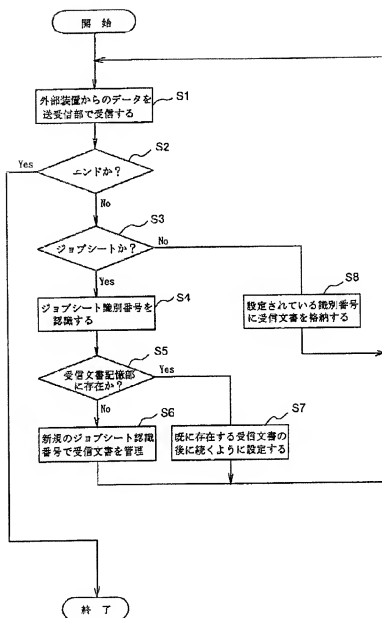 開始
S1
外部装置からのデータを
送受信部で受信する
S2
Yes
エンドか？
No
S3
ジョブシートか？
No
Yes
S4
ジョブシート識別番号を
認識する
S8
設定されている識別番号
に受信文書を格納する
S5
受信文書記憶部
に存在か？
Yes
No
S6
新規のジョブシート認識
番号で受信文書を管理
S7
既に存在する受信文書の
後に続くように設定する
終了